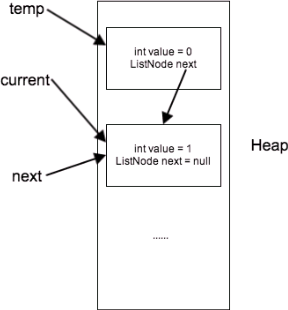 temp
int value = 0
ListNode next
current
int value = 1
ListNode next = null
next
Heap
......